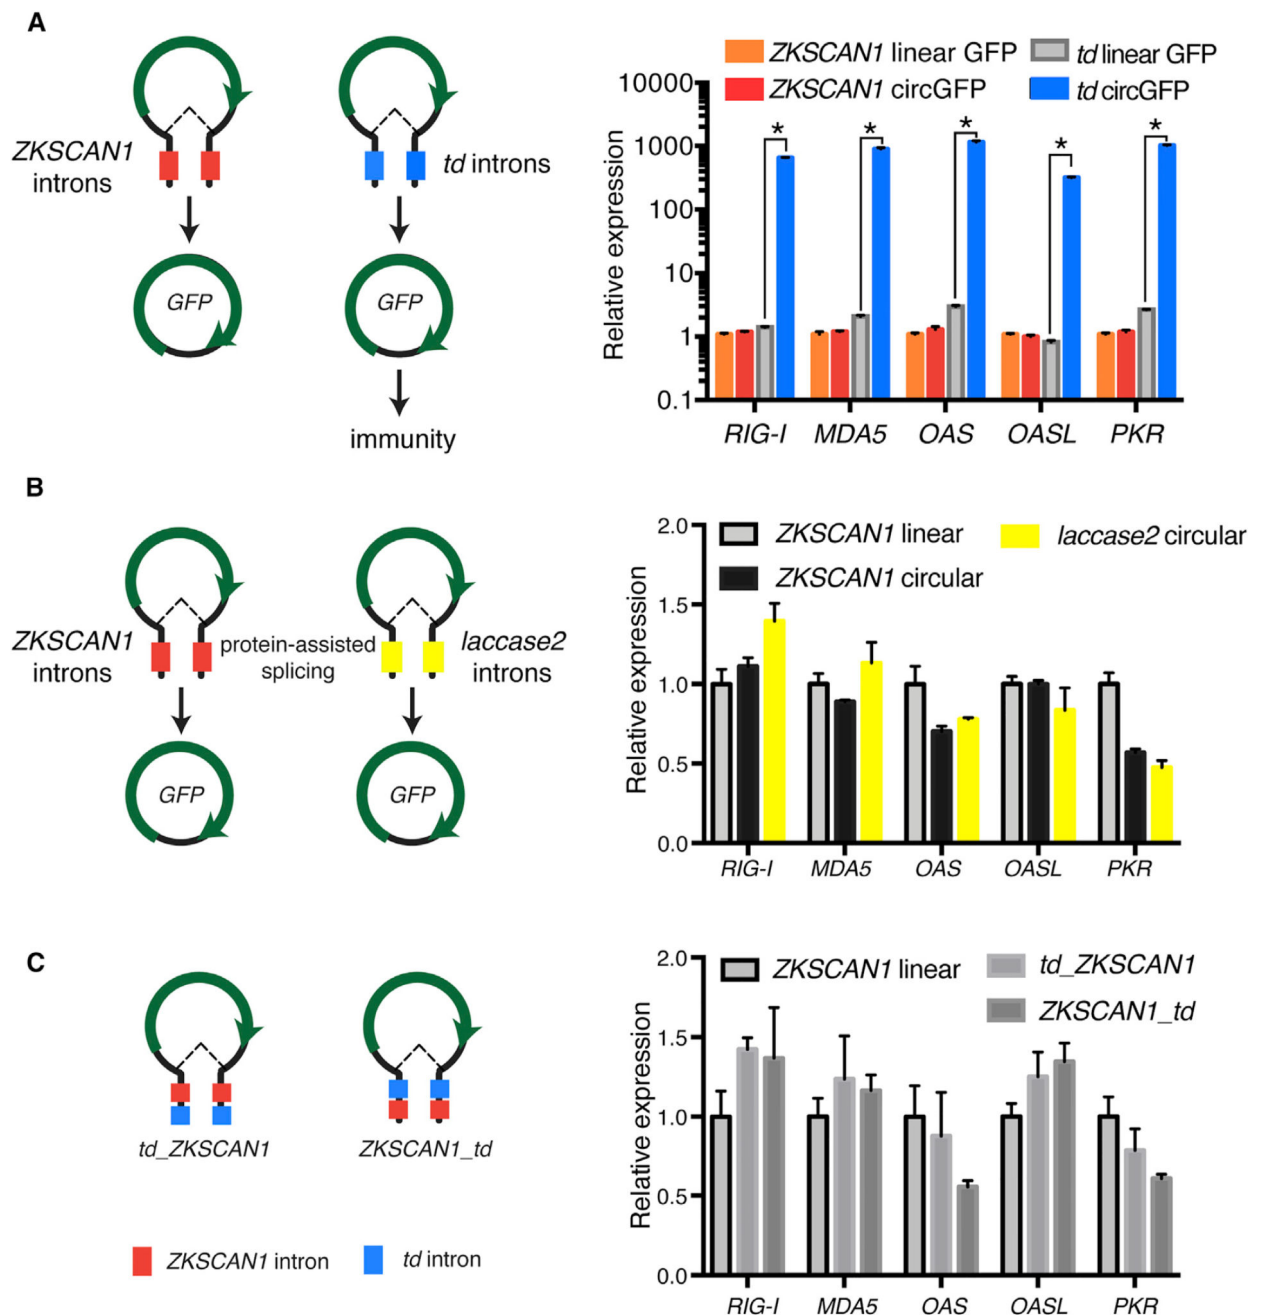 A
ZKSCAN1
introns
td introns
GFP
GFP
immunity
ZKSCAN1 linear GFP
td linear GFP
ZKSCAN1 circGFP
td circGFP
Relative expression
10000
1000
100
10
1
0.1
*
*
*
*
*
RIG-I
MDA5
OAS
OASL
PKR
B
ZKSCAN1
introns
protein-assisted
splicing
laccase2
introns
GFP
GFP
ZKSCAN1 linear
laccase2 circular
ZKSCAN1 circular
Relative expression
2.0
1.5
1.0
0.5
0.0
RIG-I
MDA5
OAS
OASL
PKR
C
td_ZKSCAN1
ZKSCAN1_td
ZKSCAN1 intron
td intron
ZKSCAN1 linear
td_ZKSCAN1
ZKSCAN1_td
Relative expression
2.0
1.5
1.0
0.5
0.0
RIG-I
MDA5
OAS
OASL
PKR